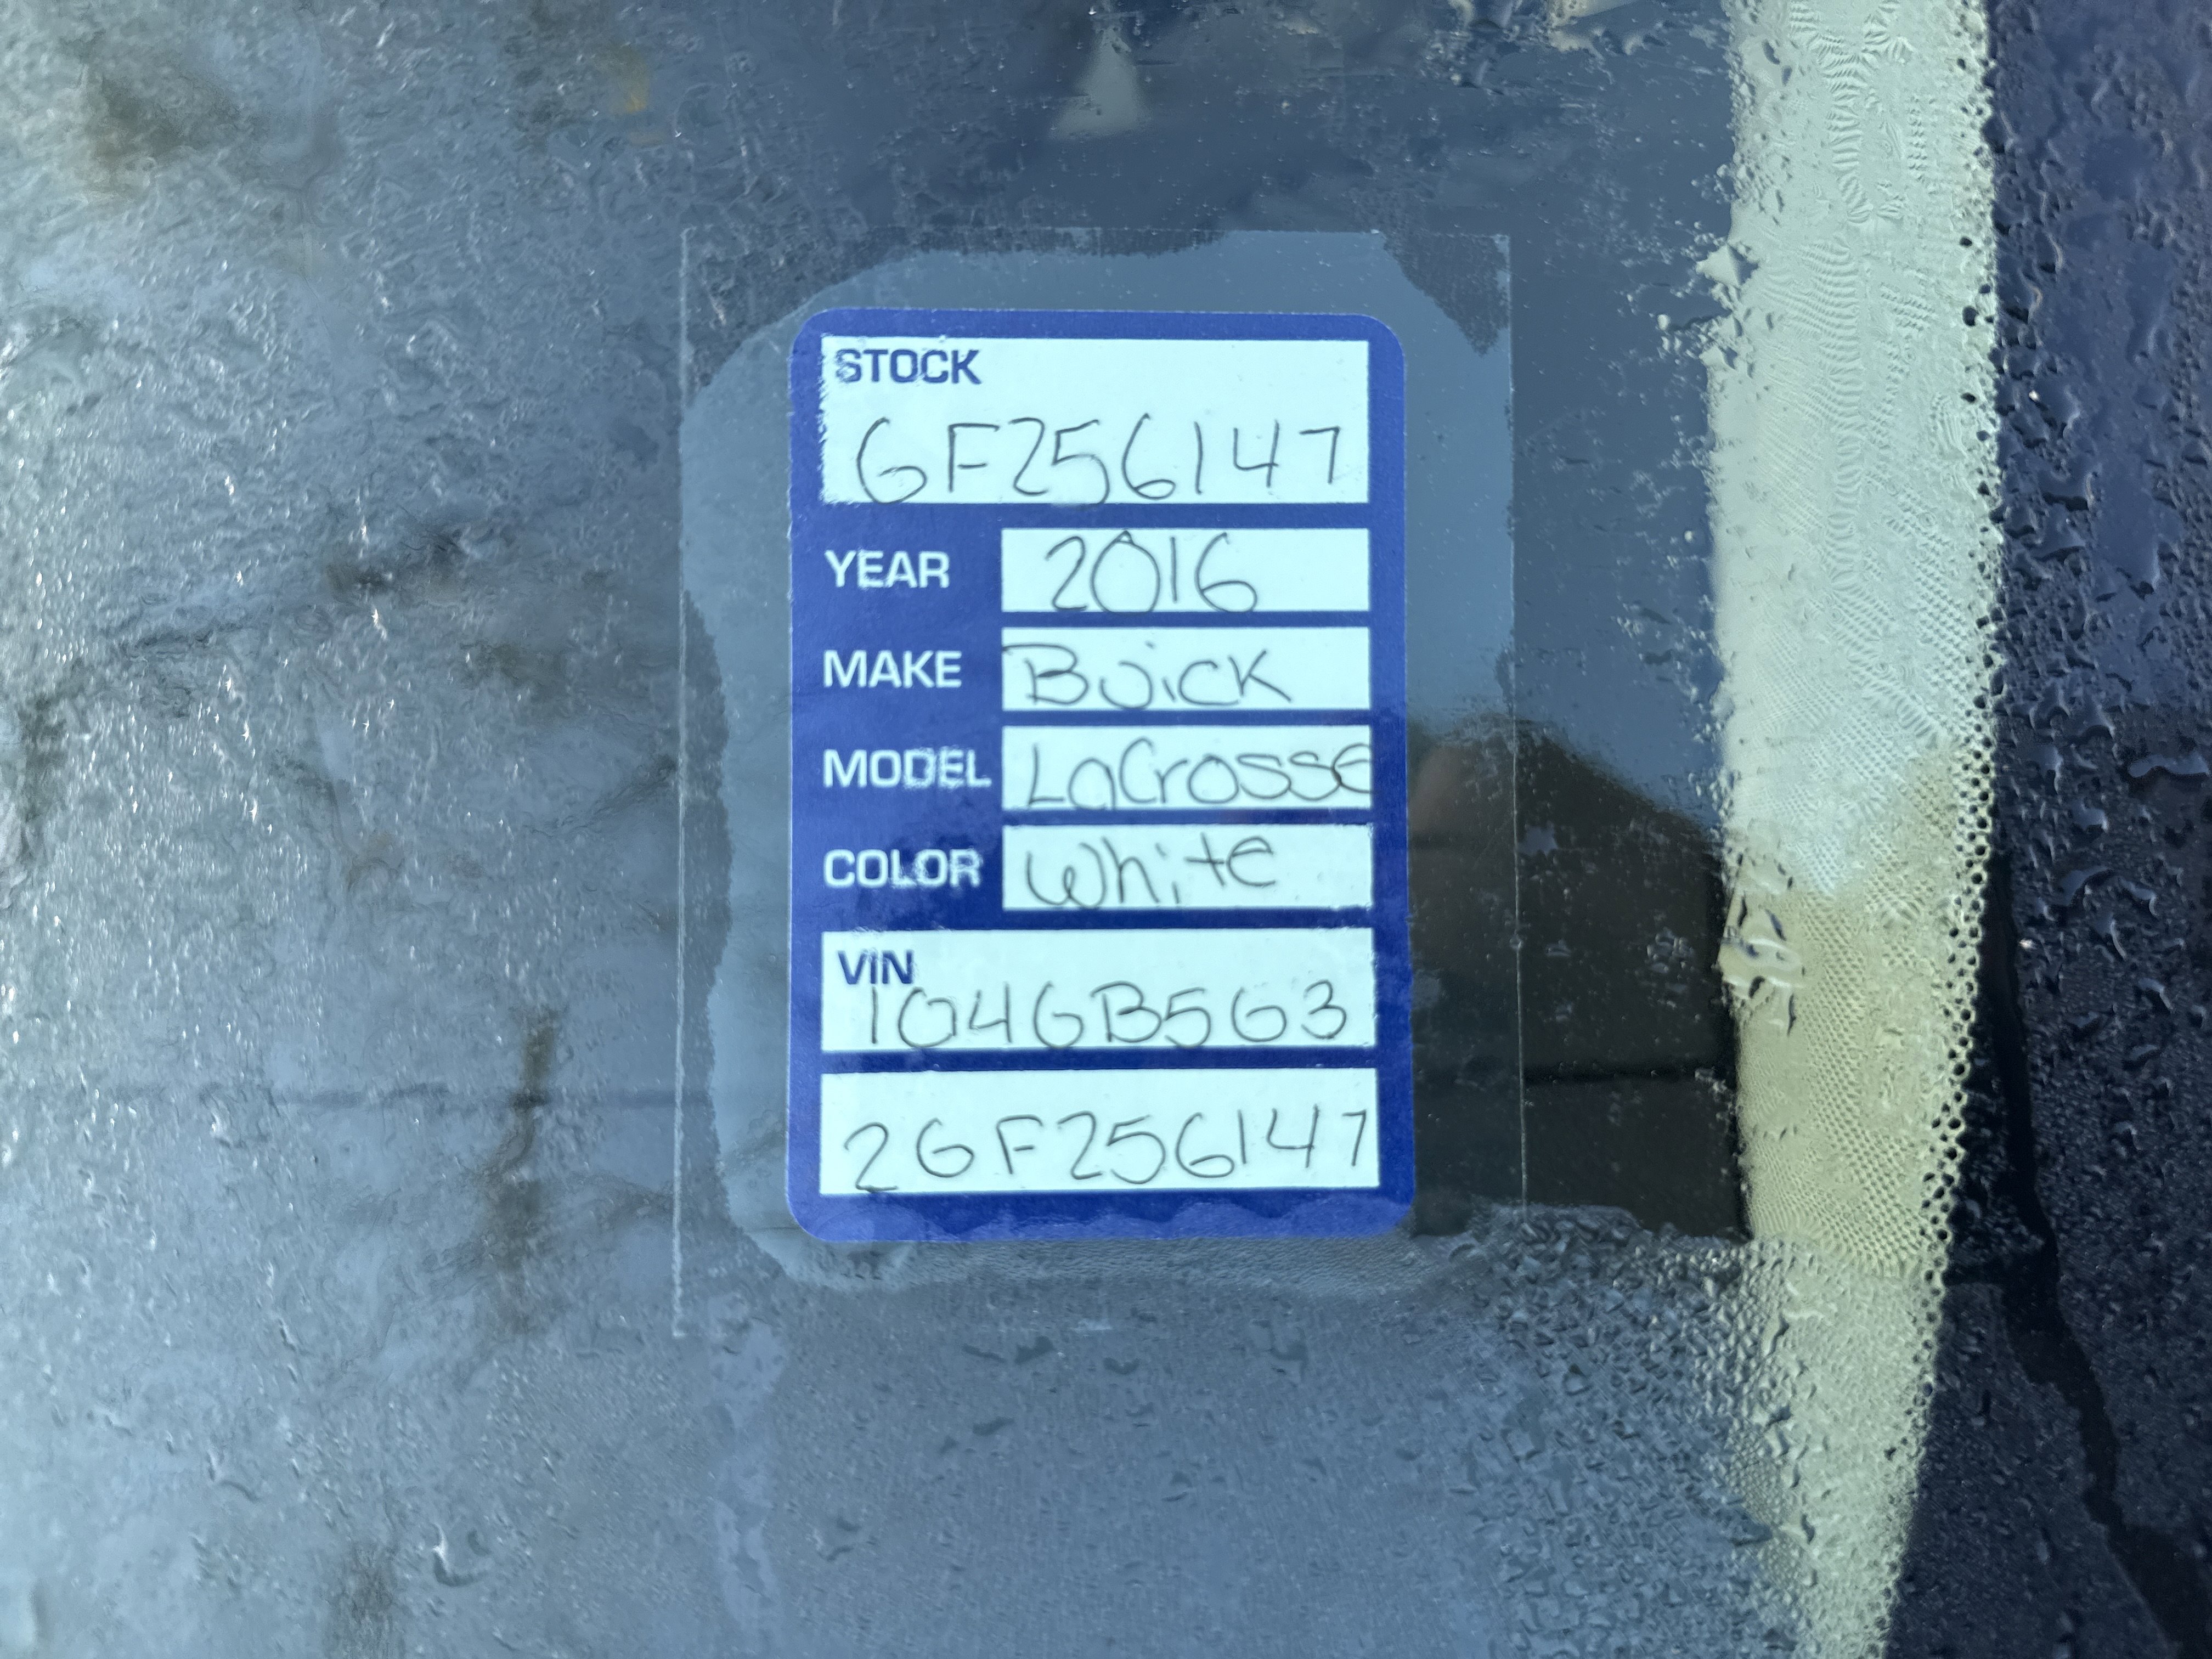 STOCK
GF256147
YEAR 2016
MAKE Buick
MODEL LaCrosse
COLOR White
VIN
1G4GB5G3
2GF256147